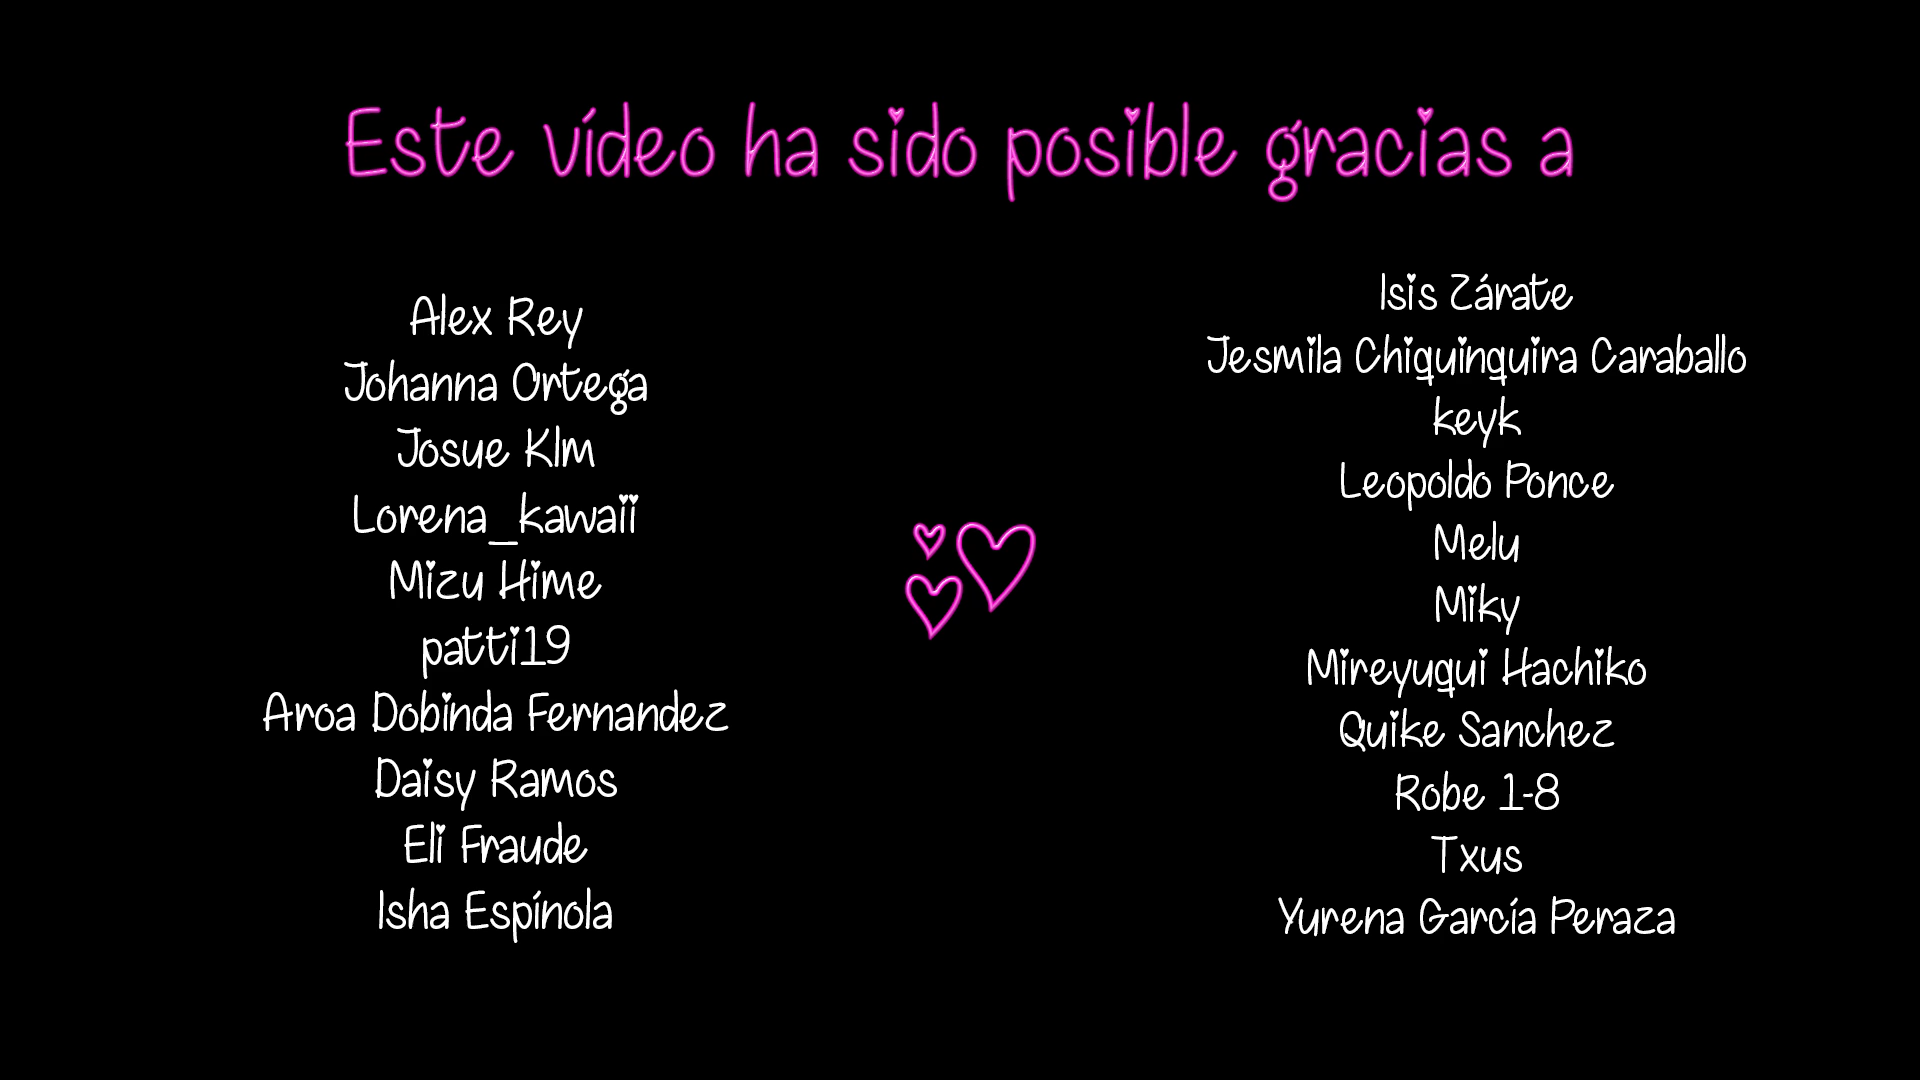 Este vídeo ha sido posible gracias a
Alex Rey
Johanna Ortega
Josue Klm
Lorena_kawaii
Mizu Hime
patti19
Aroa Dobinda Fernandez
Daisy Ramos
Eli Fraude
Isha Espínola
Isis Zárate
Jesmila Chiquinquira Caraballo
keyk
Leopoldo Ponce
Melu
Miky
Mireyuqui Hachiko
Quike Sanchez
Robe 1-8
Txus
Yurena García Peraza